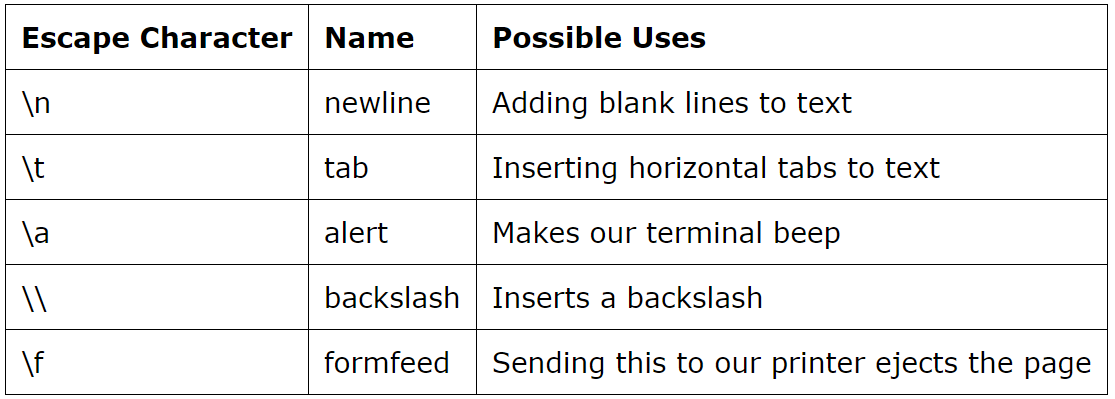 Escape Character Name Possible Uses
\n newline Adding blank lines to text
\t tab Inserting horizontal tabs to text
\a alert Makes our terminal beep
\\ backslash Inserts a backslash
\f formfeed Sending this to our printer ejects the page